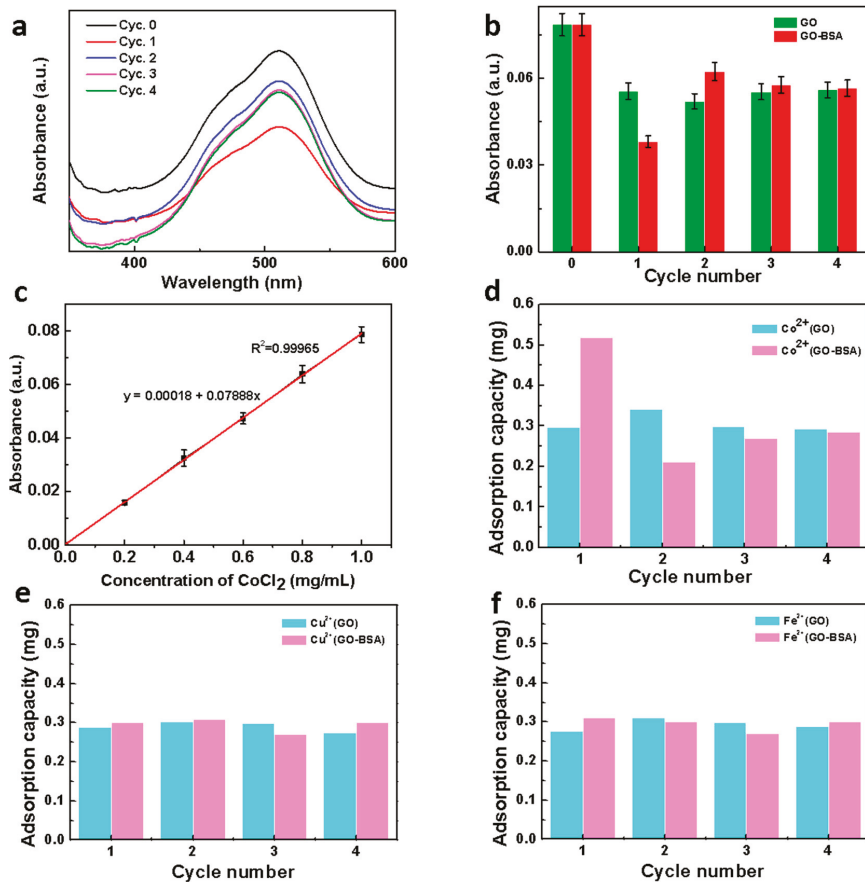 a
Cyc. 0
Cyc. 1
Cyc. 2
Cyc. 3
Cyc. 4
Absorbance (a.u.)
400
500
600
Wavelength (nm)
b
GO
GO-BSA
Absorbance (a.u.)
0.06
0.03
0.00
0
1
2
3
4
Cycle number
c
R²=0.99965
y = 0.00018 + 0.07888x
Absorbance (a.u.)
0.08
0.06
0.04
0.02
0.00
0.0
0.2
0.4
0.6
0.8
1.0
Concentration of CoCl₂ (mg/mL)
d
Co²⁺(GO)
Co²⁺(GO-BSA)
Adsorption capacity (mg)
0.6
0.5
0.4
0.3
0.2
0.1
0.0
1
2
3
4
Cycle number
e
Cu²⁺(GO)
Cu²⁺(GO-BSA)
Adsorption capacity (mg)
0.6
0.5
0.4
0.3
0.2
0.1
0.0
1
2
3
4
Cycle number
f
Fe²⁺(GO)
Fe²⁺(GO-BSA)
Adsorption capacity (mg)
0.6
0.5
0.4
0.3
0.2
0.1
0.0
1
2
3
4
Cycle number